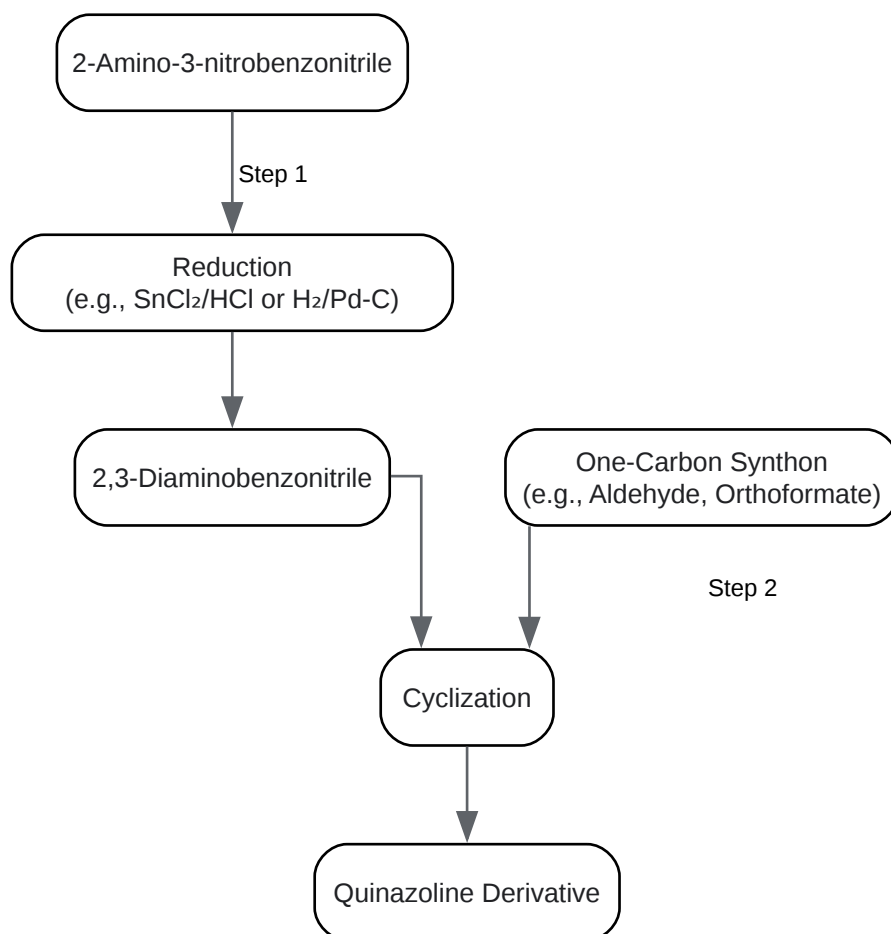 2-Amino-3-nitrobenzonitrile
Step 1
Reduction
(e.g., SnCl₂/HCl or H₂/Pd-C)
2,3-Diaminobenzonitrile
One-Carbon Synthon
(e.g., Aldehyde, Orthoformate)
Step 2
Cyclization
Quinazoline Derivative